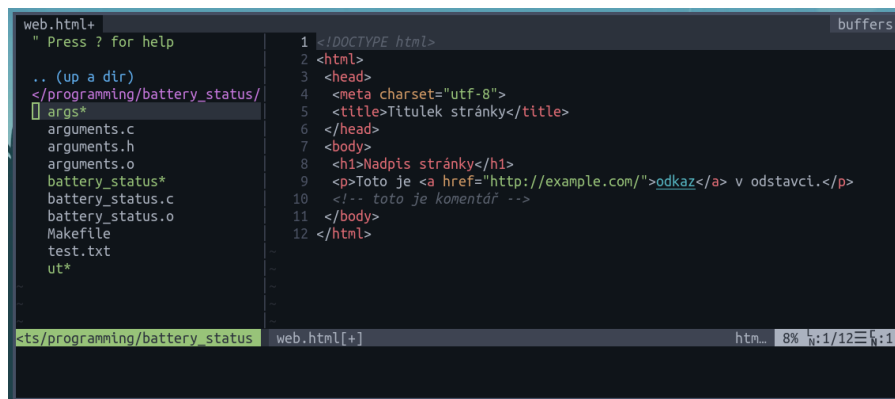 web.html+ buffers
" Press ? for help
.. (up a dir)
</programming/battery_status/
args*
arguments.c
arguments.h
arguments.o
battery_status*
battery_status.c
battery_status.o
Makefile
test.txt
ut*
~
~
~
<ts/programming/battery_status
1 <!DOCTYPE html>
2 <html>
3 <head>
4 <meta charset="utf-8">
5 <title>Titulek stránky</title>
6 </head>
7 <body>
8 <h1>Nadpis stránky</h1>
9 <p>Toto je <a href="http://example.com/">odkaz</a> v odstavci.</p>
10 <!-- toto je komentář -->
11 </body>
12 </html>
~
~
~
~
~
web.html[+] htm… 8% LN:1/12☰CN:1